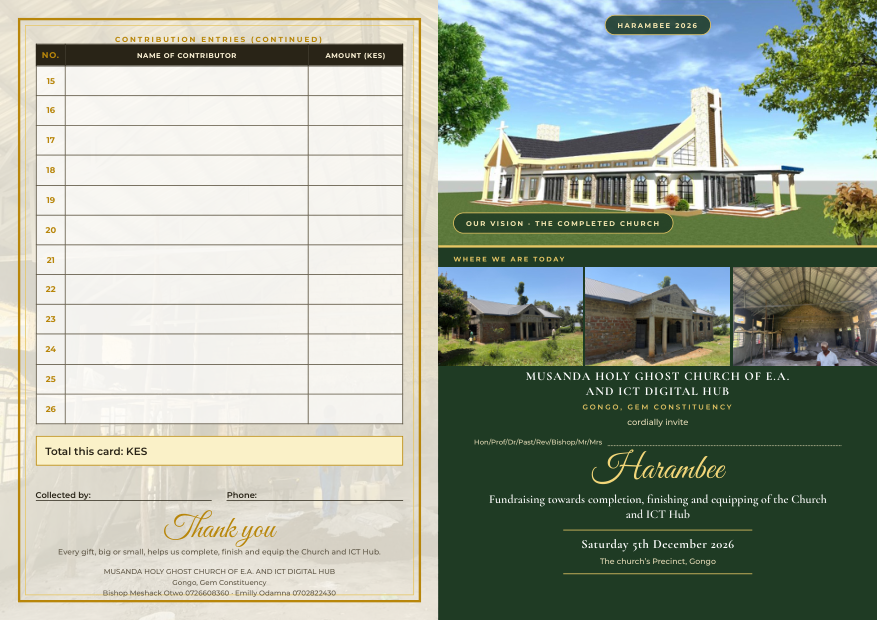 CONTRIBUTION ENTRIES (CONTINUED)
NO. NAME OF CONTRIBUTOR AMOUNT (KES)
15
16
17
18
19
20
21
22
23
24
25
26
Total this card: KES
Collected by: Phone:
Thank you
Every gift, big or small, helps us complete, finish and equip the Church and ICT Hub.
MUSANDA HOLY GHOST CHURCH OF E.A. AND ICT DIGITAL HUB
Gongo, Gem Constituency
Bishop Meshack Otwo 0726608360 · Emilly Odamna 0702822430
HARAMBEE 2026
OUR VISION · THE COMPLETED CHURCH
WHERE WE ARE TODAY
MUSANDA HOLY GHOST CHURCH OF E.A.
AND ICT DIGITAL HUB
GONGO, GEM CONSTITUENCY
cordially invite
Hon/Prof/Dr/Past/Rev/Bishop/Mr/Mrs
Harambee
Fundraising towards completion, finishing and equipping of the Church
and ICT Hub
Saturday 5th December 2026
The church's Precinct, Gongo